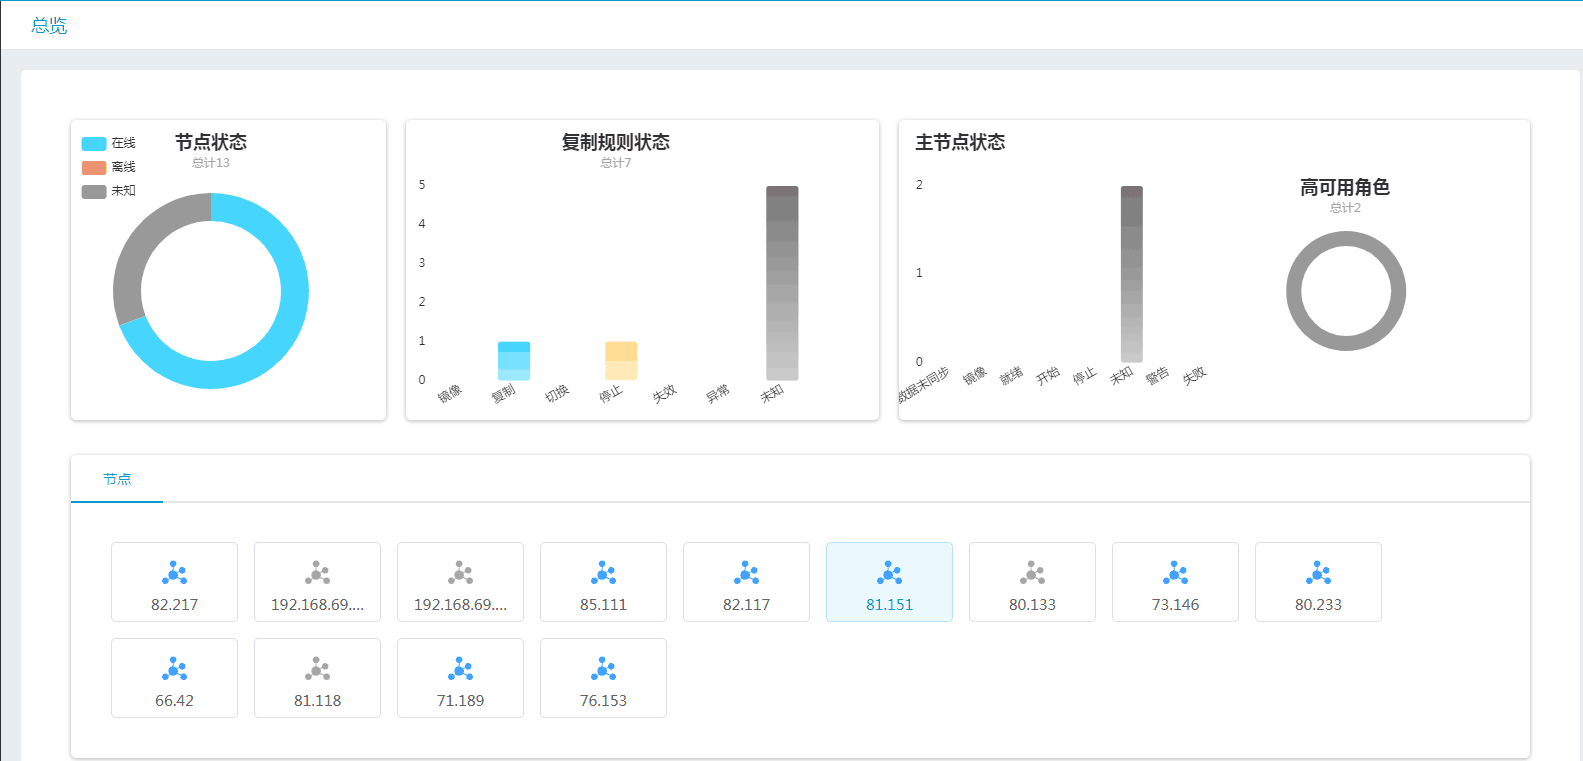 总览
节点状态
总计13
在线
离线
未知
复制规则状态
总计7
5
4
3
2
1
0
镜像
复制
切换
停止
失效
异常
未知
主节点状态
2
1
0
数据未同步
镜像
就绪
开始
停止
未知
警告
失败
高可用角色
总计2
节点
82.217
192.168.69....
192.168.69....
85.111
82.117
81.151
80.133
73.146
80.233
66.42
81.118
71.189
76.153